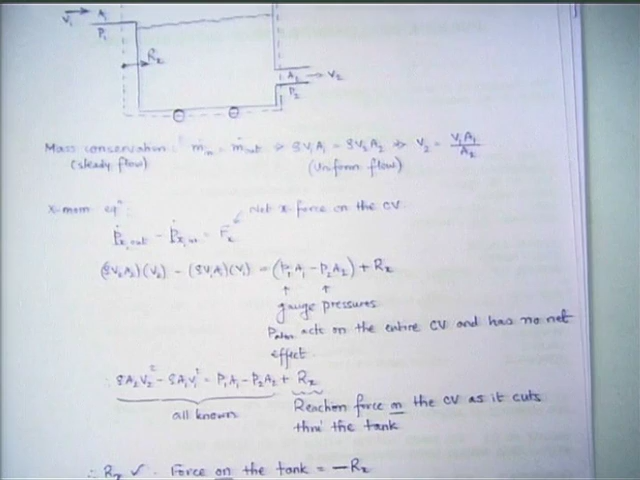 V₁ A₁
P₁
Rx
A₂ → V₂
P₂
Mass conservation: ṁin = ṁout ⇒ ρV₁A₁ = ρV₂A₂ ⇒ V₂ = V₁A₁/A₂
(steady flow) (Uniform flow)
X-mom eqⁿ: Net x-force on the CV
Ṗx,out − Ṗx,in = Fx
(ρV₂A₂)(V₂) − (ρV₁A₁)(V₁) = (P₁A₁ − P₂A₂) + Rx
↑ ↑
gauge pressures
Patm acts on the entire CV and has no net
effect
∴ ρA₂V₂² − ρA₁V₁² = P₁A₁ − P₂A₂ + Rx
all known
Reaction force on the CV as it cuts
thro' the tank
∴ Rx ✓. Force on the tank = −Rx